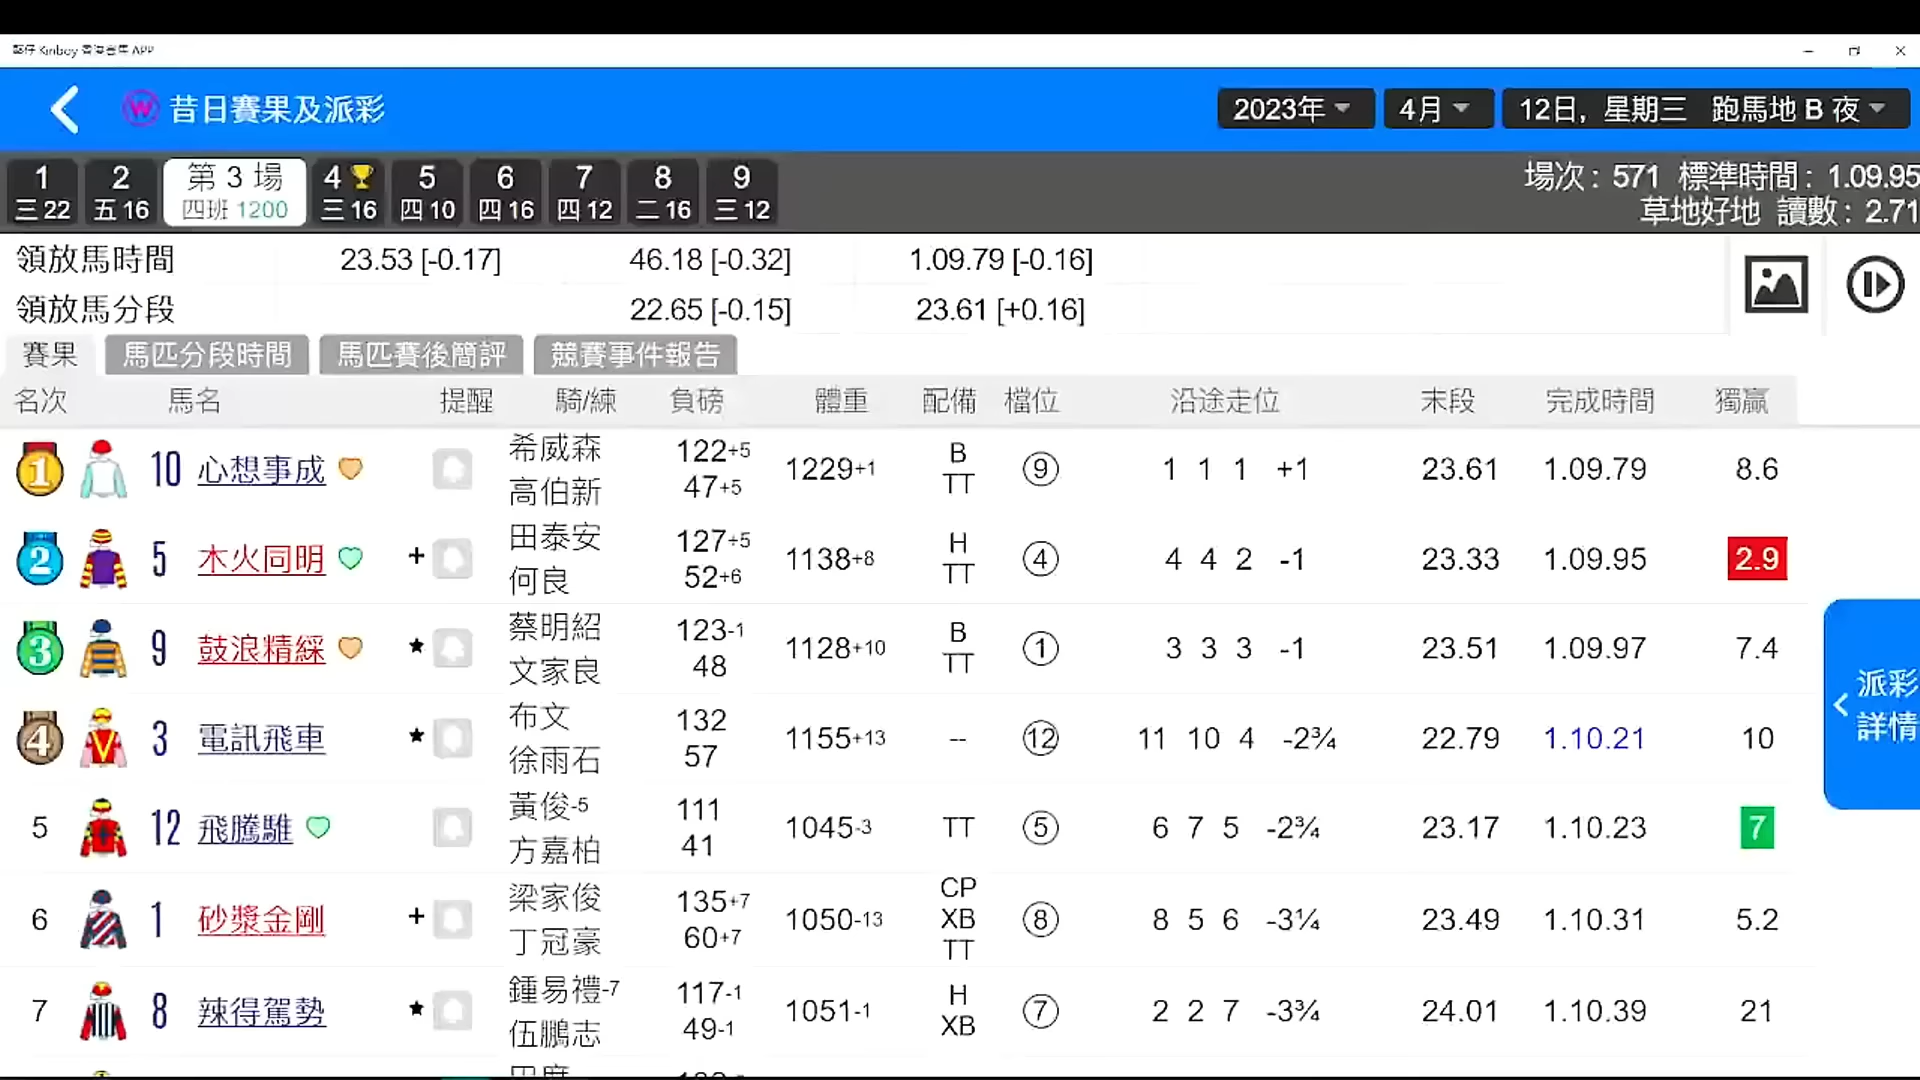 堅仔 Kinboy 香港賽馬 APP
昔日賽果及派彩 2023年 4月 12日, 星期三 跑馬地 B 夜
1 2 第 3 場 4 5 6 7 8 9
三 22 五 16 四班 1200 三 16 四 10 四 16 四 12 二 16 三 12
場次 : 571 標準時間 : 1.09.95
草地好地 讀數 : 2.71
領放馬時間 23.53 [-0.17] 46.18 [-0.32] 1.09.79 [-0.16]
領放馬分段 22.65 [-0.15] 23.61 [+0.16]
賽果 馬匹分段時間 馬匹賽後簡評 競賽事件報告
名次 馬名 提醒 騎/練 負磅 體重 配備 檔位 沿途走位 末段 完成時間 獨贏
1 10 心想事成 希威森 高伯新 122+5 47+5 1229+1 B TT 9 1 1 1 +1 23.61 1.09.79 8.6
2 5 木火同明 + 田泰安 何良 127+5 52+6 1138+8 H TT 4 4 4 2 -1 23.33 1.09.95 2.9
3 9 鼓浪精綵 ★ 蔡明紹 文家良 123-1 48 1128+10 B TT 1 3 3 3 -1 23.51 1.09.97 7.4
4 3 電訊飛車 ★ 布文 徐雨石 132 57 1155+13 -- 12 11 10 4 -2¾ 22.79 1.10.21 10
5 12 飛騰騅 黃俊-5 方嘉柏 111 41 1045-3 TT 5 6 7 5 -2¾ 23.17 1.10.23 7
6 1 砂漿金剛 + 梁家俊 丁冠豪 135+7 60+7 1050-13 CP XB TT 8 8 5 6 -3¼ 23.49 1.10.31 5.2
7 8 辣得駕勢 ★ 鍾易禮-7 伍鵬志 117-1 49-1 1051-1 H XB 7 2 2 7 -3¾ 24.01 1.10.39 21
派彩
詳情